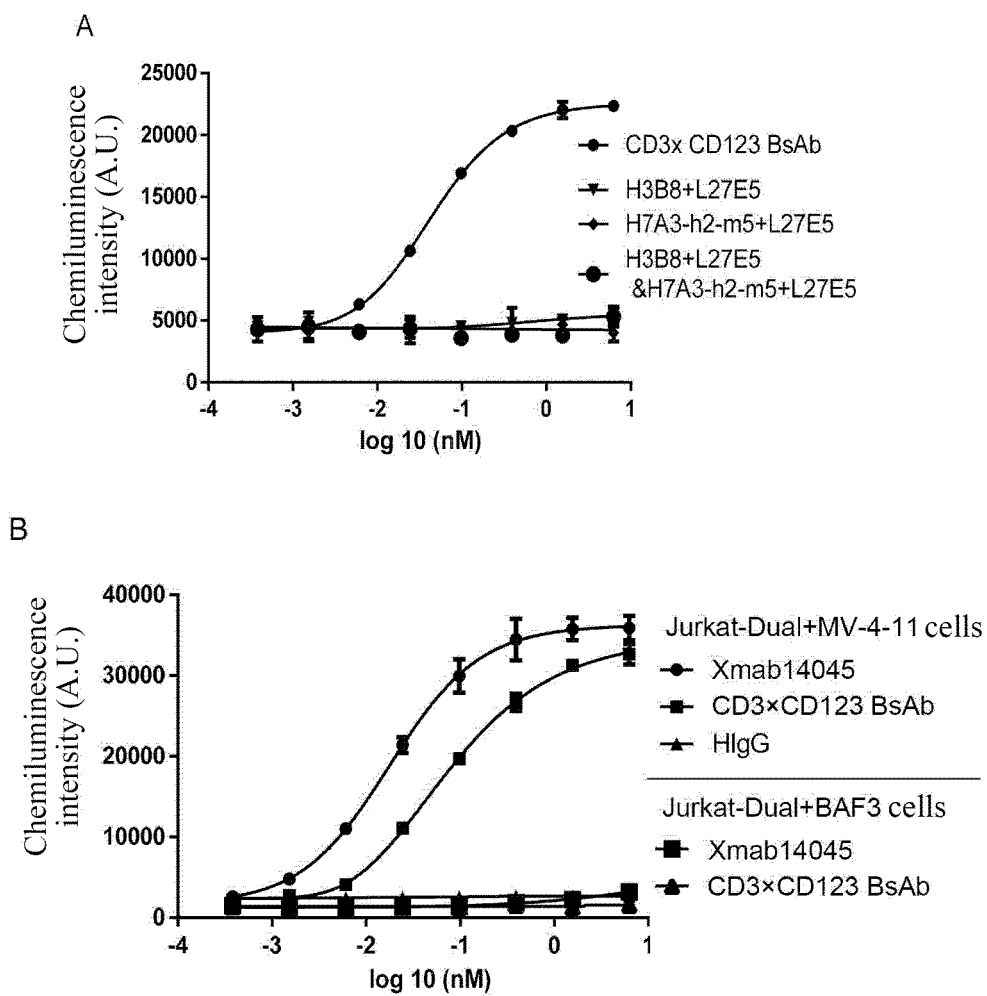 A
25000
20000
15000
10000
5000
0
Chemiluminescence
intensity (A.U.)
-4 -3 -2 -1 0 1
log 10 (nM)
CD3x CD123 BsAb
H3B8+L27E5
H7A3-h2-m5+L27E5
H3B8+L27E5
&H7A3-h2-m5+L27E5
B
40000
30000
20000
10000
0
Chemiluminescence
intensity (A.U.)
-4 -3 -2 -1 0 1
log 10 (nM)
Jurkat-Dual+MV-4-11 cells
Xmab14045
CD3×CD123 BsAb
HIgG
Jurkat-Dual+BAF3 cells
Xmab14045
CD3×CD123 BsAb